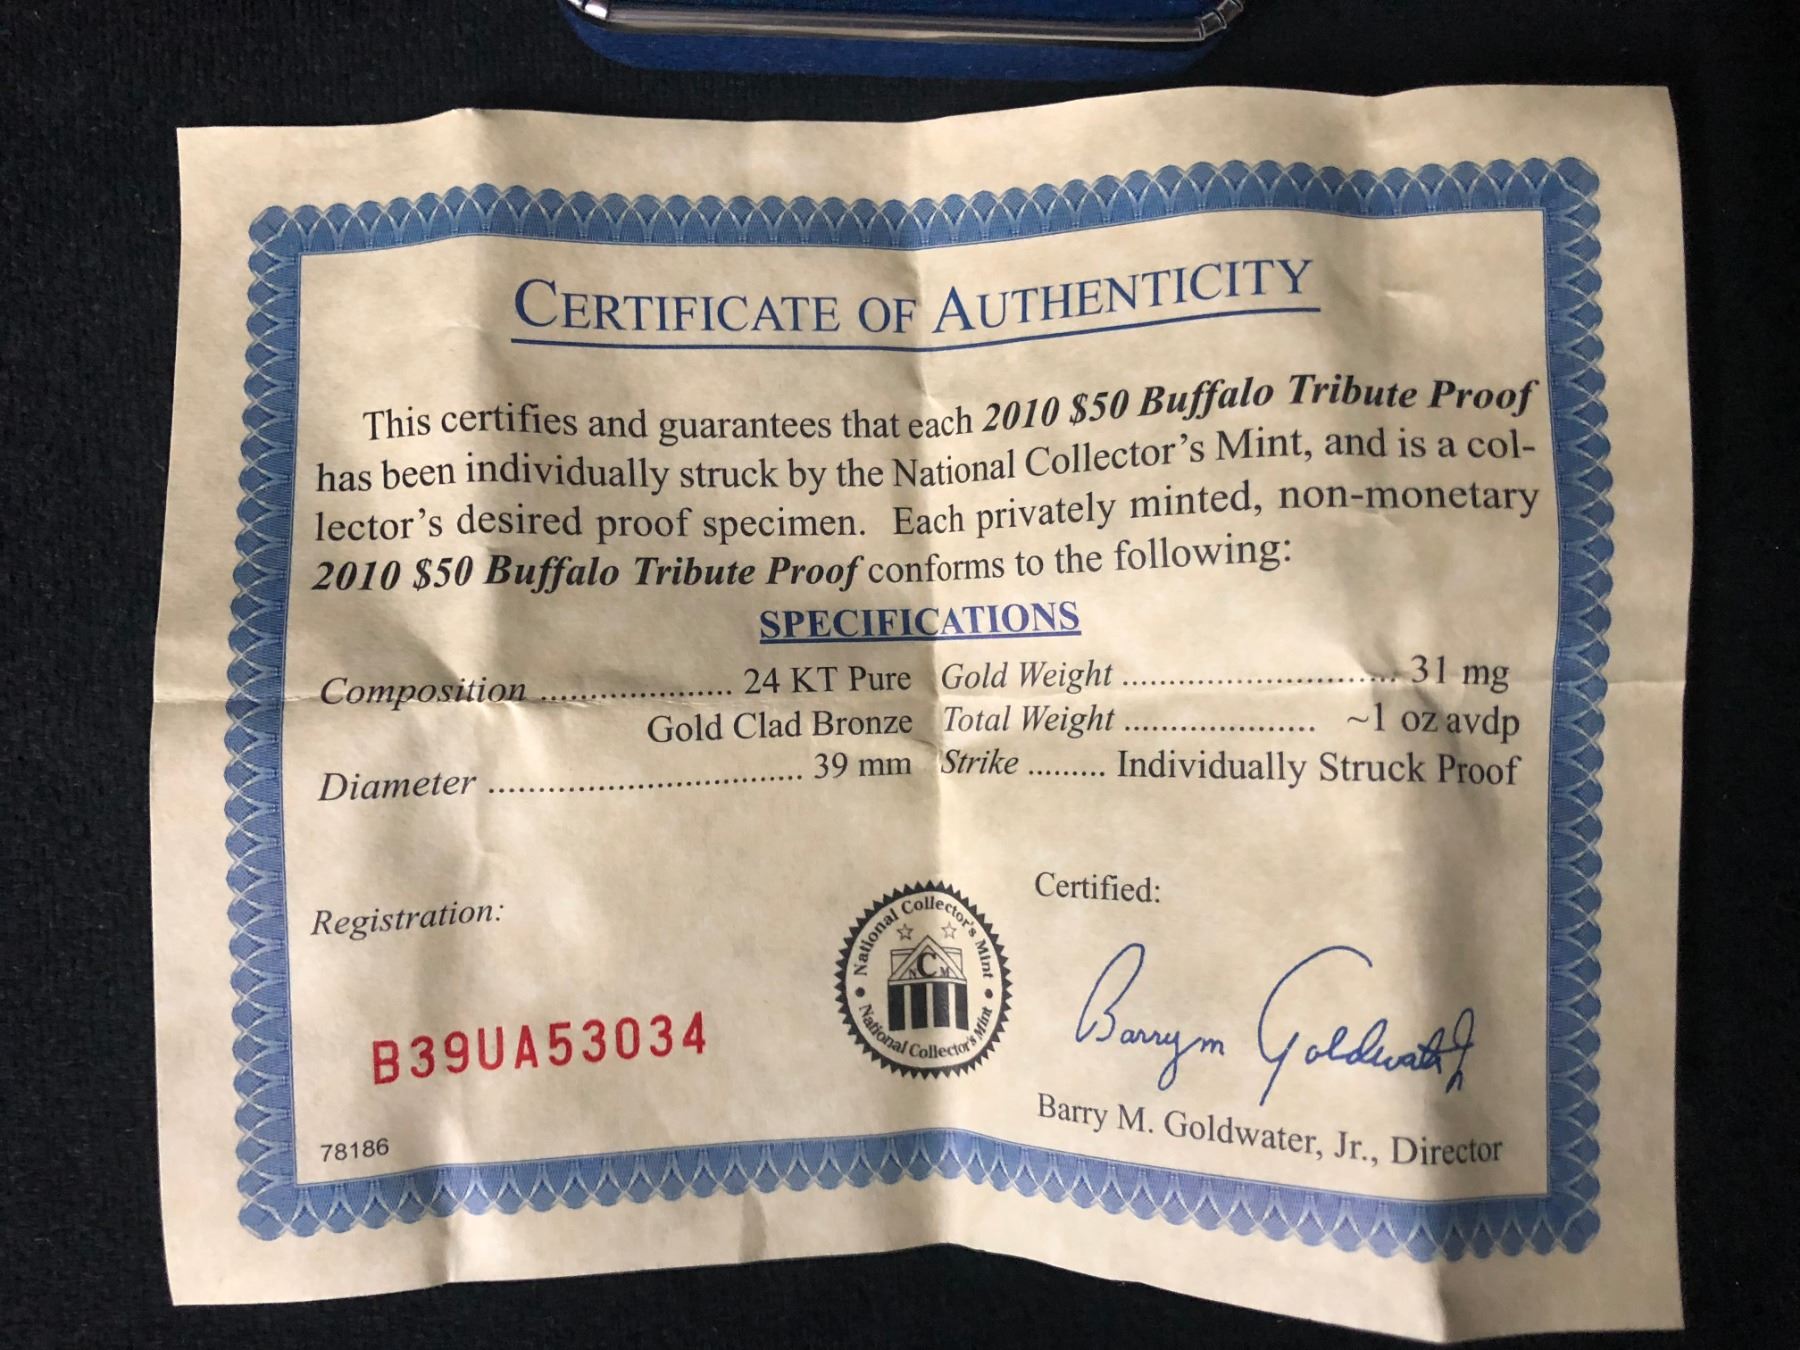 CERTIFICATE OF AUTHENTICITY
This certifies and guarantees that each 2010 $50 Buffalo Tribute Proof
has been individually struck by the National Collector's Mint, and is a col-
lector's desired proof specimen. Each privately minted, non-monetary
2010 $50 Buffalo Tribute Proof conforms to the following:
SPECIFICATIONS
Composition .................... 24 KT Pure
Gold Clad Bronze
Diameter ................................ 39 mm
Gold Weight ............................ 31 mg
Total Weight .................... ~1 oz avdp
Strike ......... Individually Struck Proof
Registration:
B39UA53034
78186
National Collector's Mint
NCM
National Collector's Mint
Certified:
Barry M Goldwater Jr
Barry M. Goldwater, Jr., Director